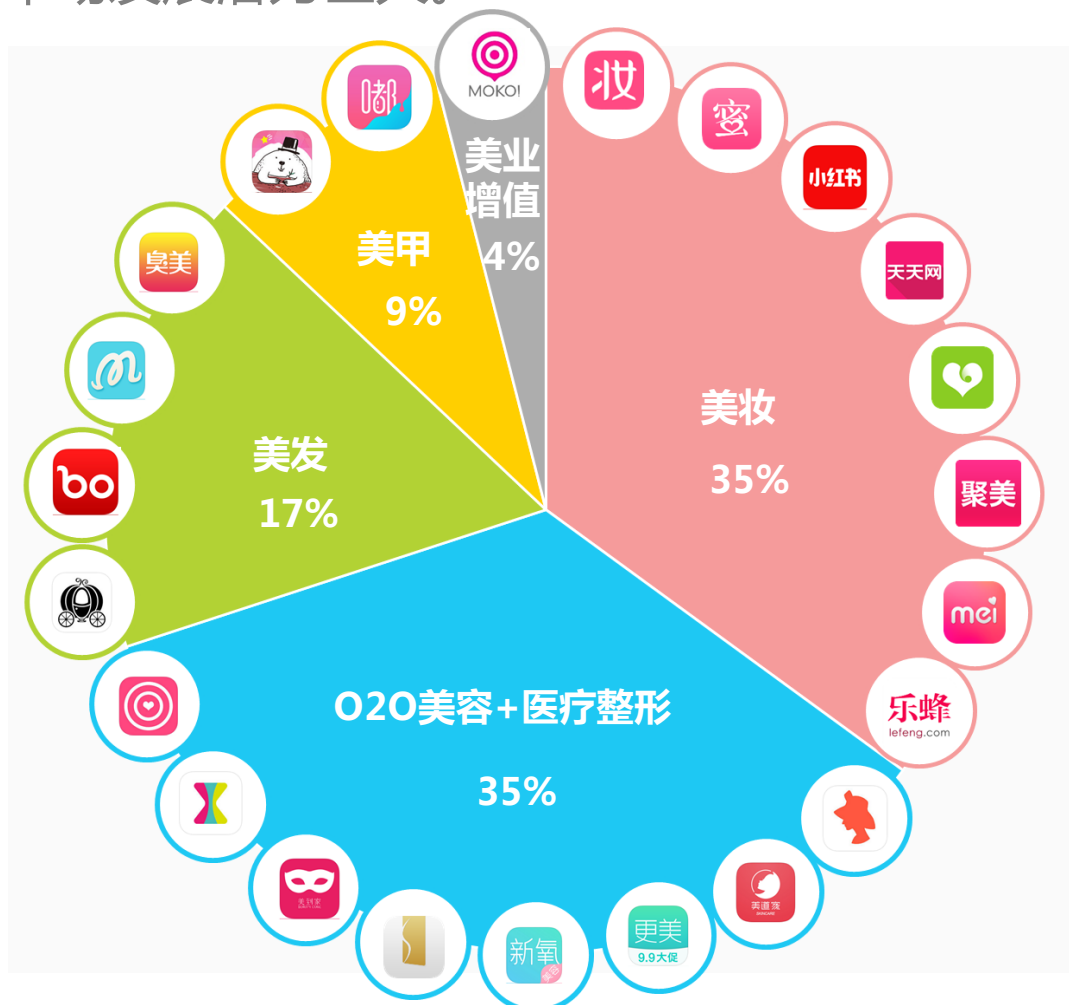 MOKO!
美业
增值
4%
妆
蜜
小红书
天天网
聚美
mei
乐蜂
lefeng.com
美妆
35%
嘟
美甲
9%
臭美
bo
美发
17%
O2O美容+医疗整形
35%
更美
9.9大促
新氧